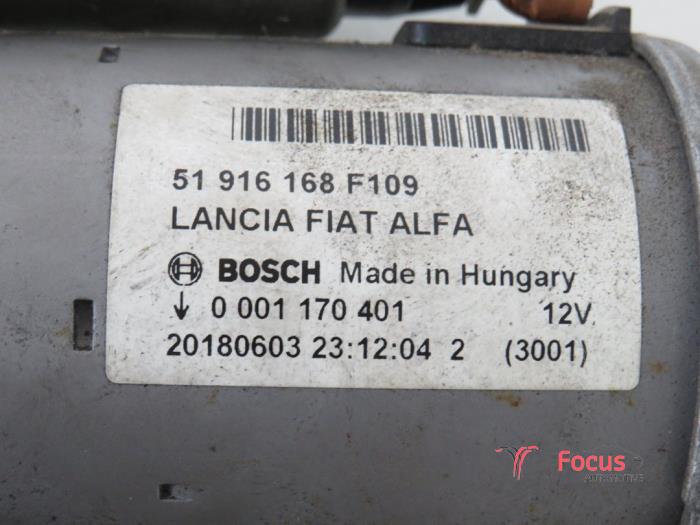 51 916 168 F109
LANCIA FIAT ALFA
BOSCH Made in Hungary
↓ 0 001 170 401 12V
20180603 23:12:04 2 (3001)
Focus
AUTOMOTIVE